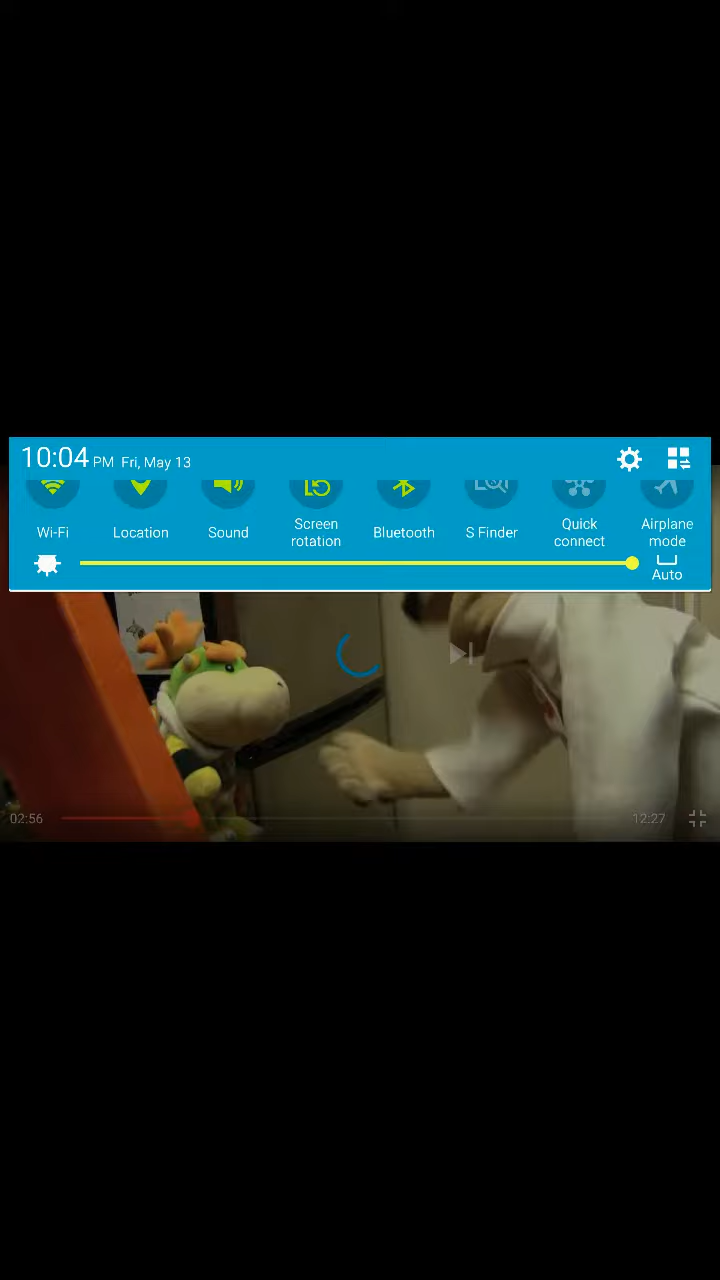 10:04 PM Fri, May 13
Wi-Fi
Location
Sound
Screen
rotation
Bluetooth
S Finder
Quick
connect
Airplane
mode
Auto
02:56
12:27